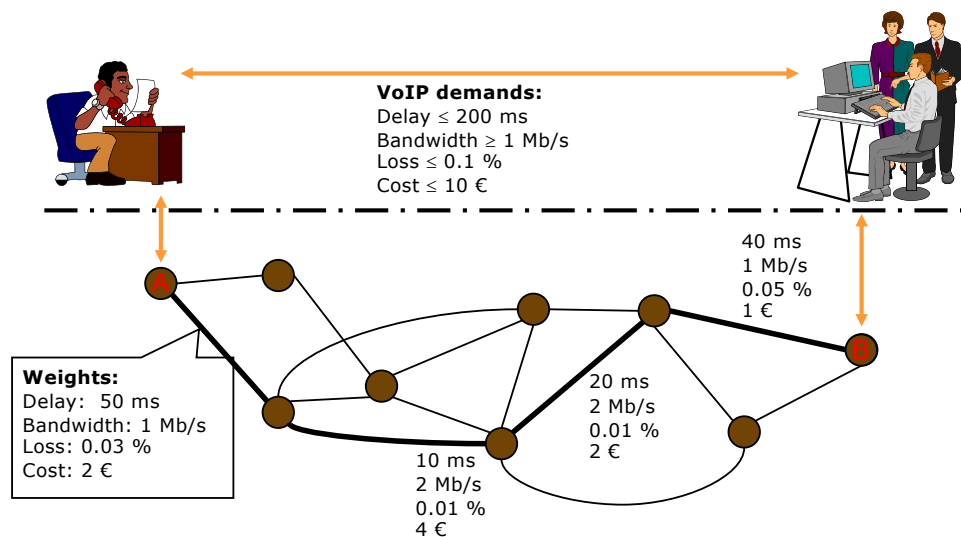 VoIP demands:
Delay ≤ 200 ms
Bandwidth ≥ 1 Mb/s
Loss ≤ 0.1 %
Cost ≤ 10 €
40 ms
1 Mb/s
0.05 %
1 €
A
B
Weights:
Delay: 50 ms
Bandwidth: 1 Mb/s
Loss: 0.03 %
Cost: 2 €
20 ms
2 Mb/s
0.01 %
2 €
10 ms
2 Mb/s
0.01 %
4 €